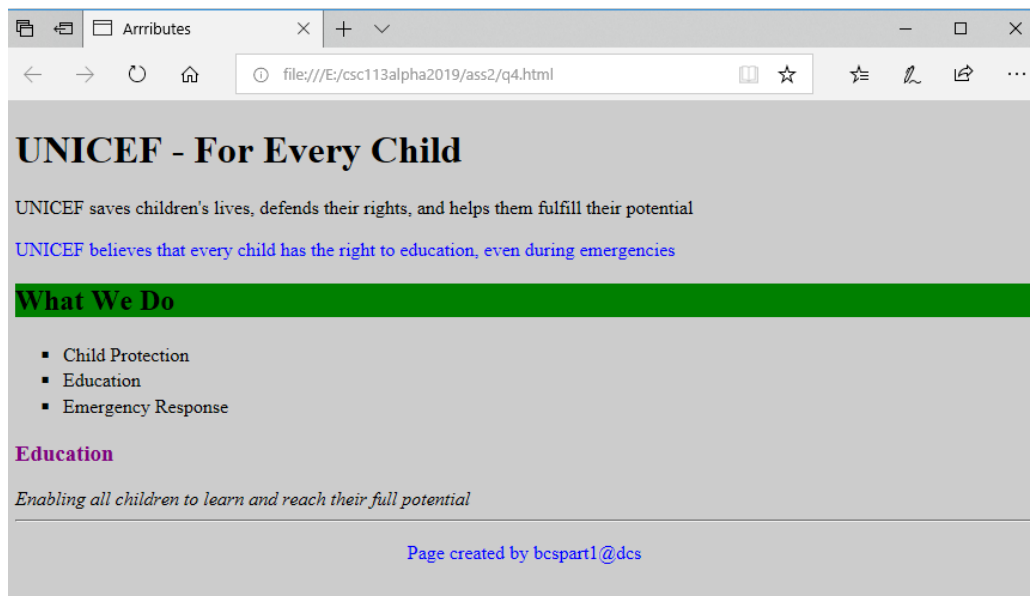 Arrributes
file:///E:/csc113alpha2019/ass2/q4.html
UNICEF - For Every Child
UNICEF saves children's lives, defends their rights, and helps them fulfill their potential
UNICEF believes that every child has the right to education, even during emergencies
What We Do
Child Protection
Education
Emergency Response
Education
Enabling all children to learn and reach their full potential
Page created by bcspart1@dcs